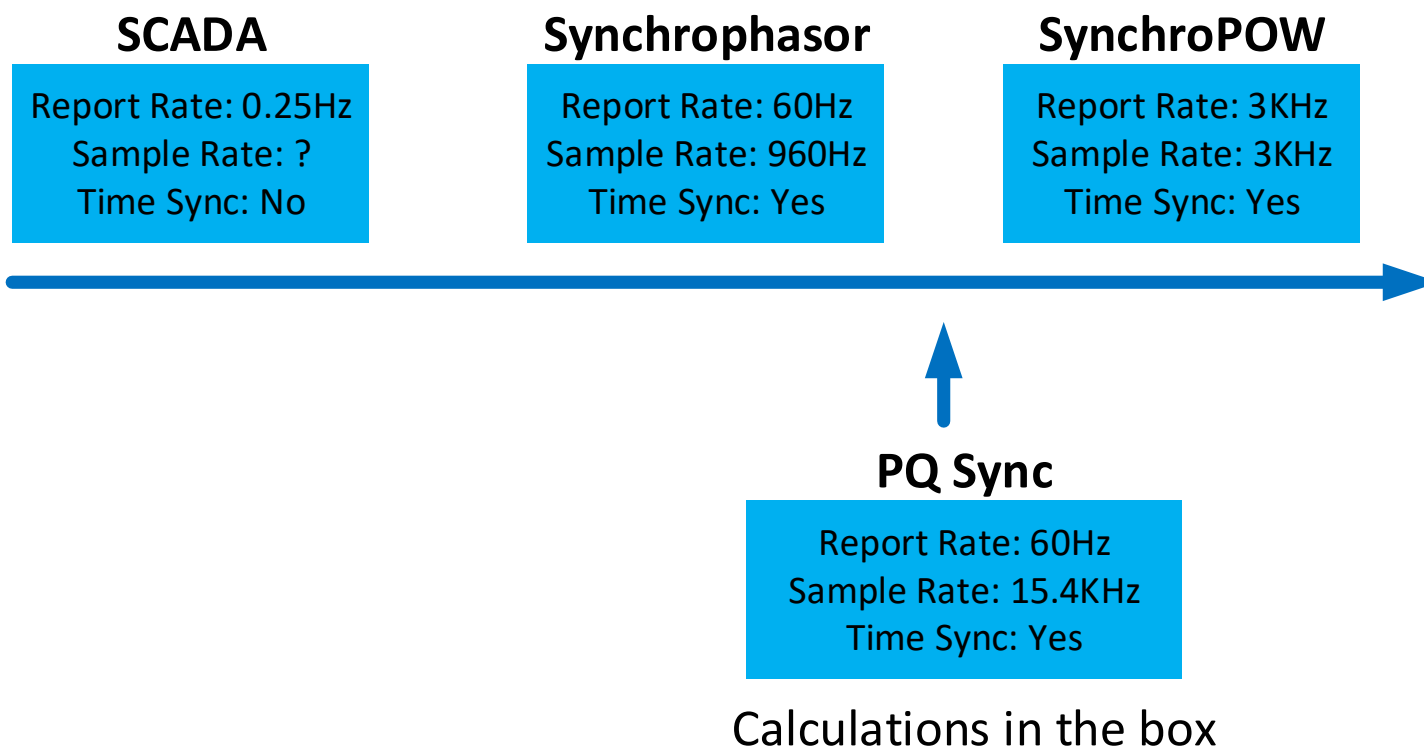 SCADA
Report Rate: 0.25Hz
Sample Rate: ?
Time Sync: No
Synchrophasor
Report Rate: 60Hz
Sample Rate: 960Hz
Time Sync: Yes
SynchroPOW
Report Rate: 3KHz
Sample Rate: 3KHz
Time Sync: Yes
PQ Sync
Report Rate: 60Hz
Sample Rate: 15.4KHz
Time Sync: Yes
Calculations in the box